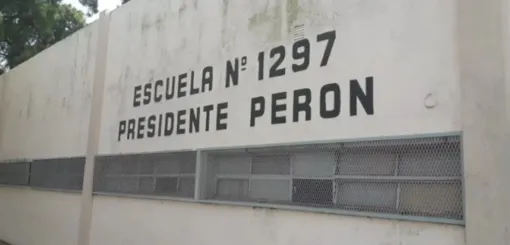 ESCUELA Nº 1297
PRESIDENTE PERON